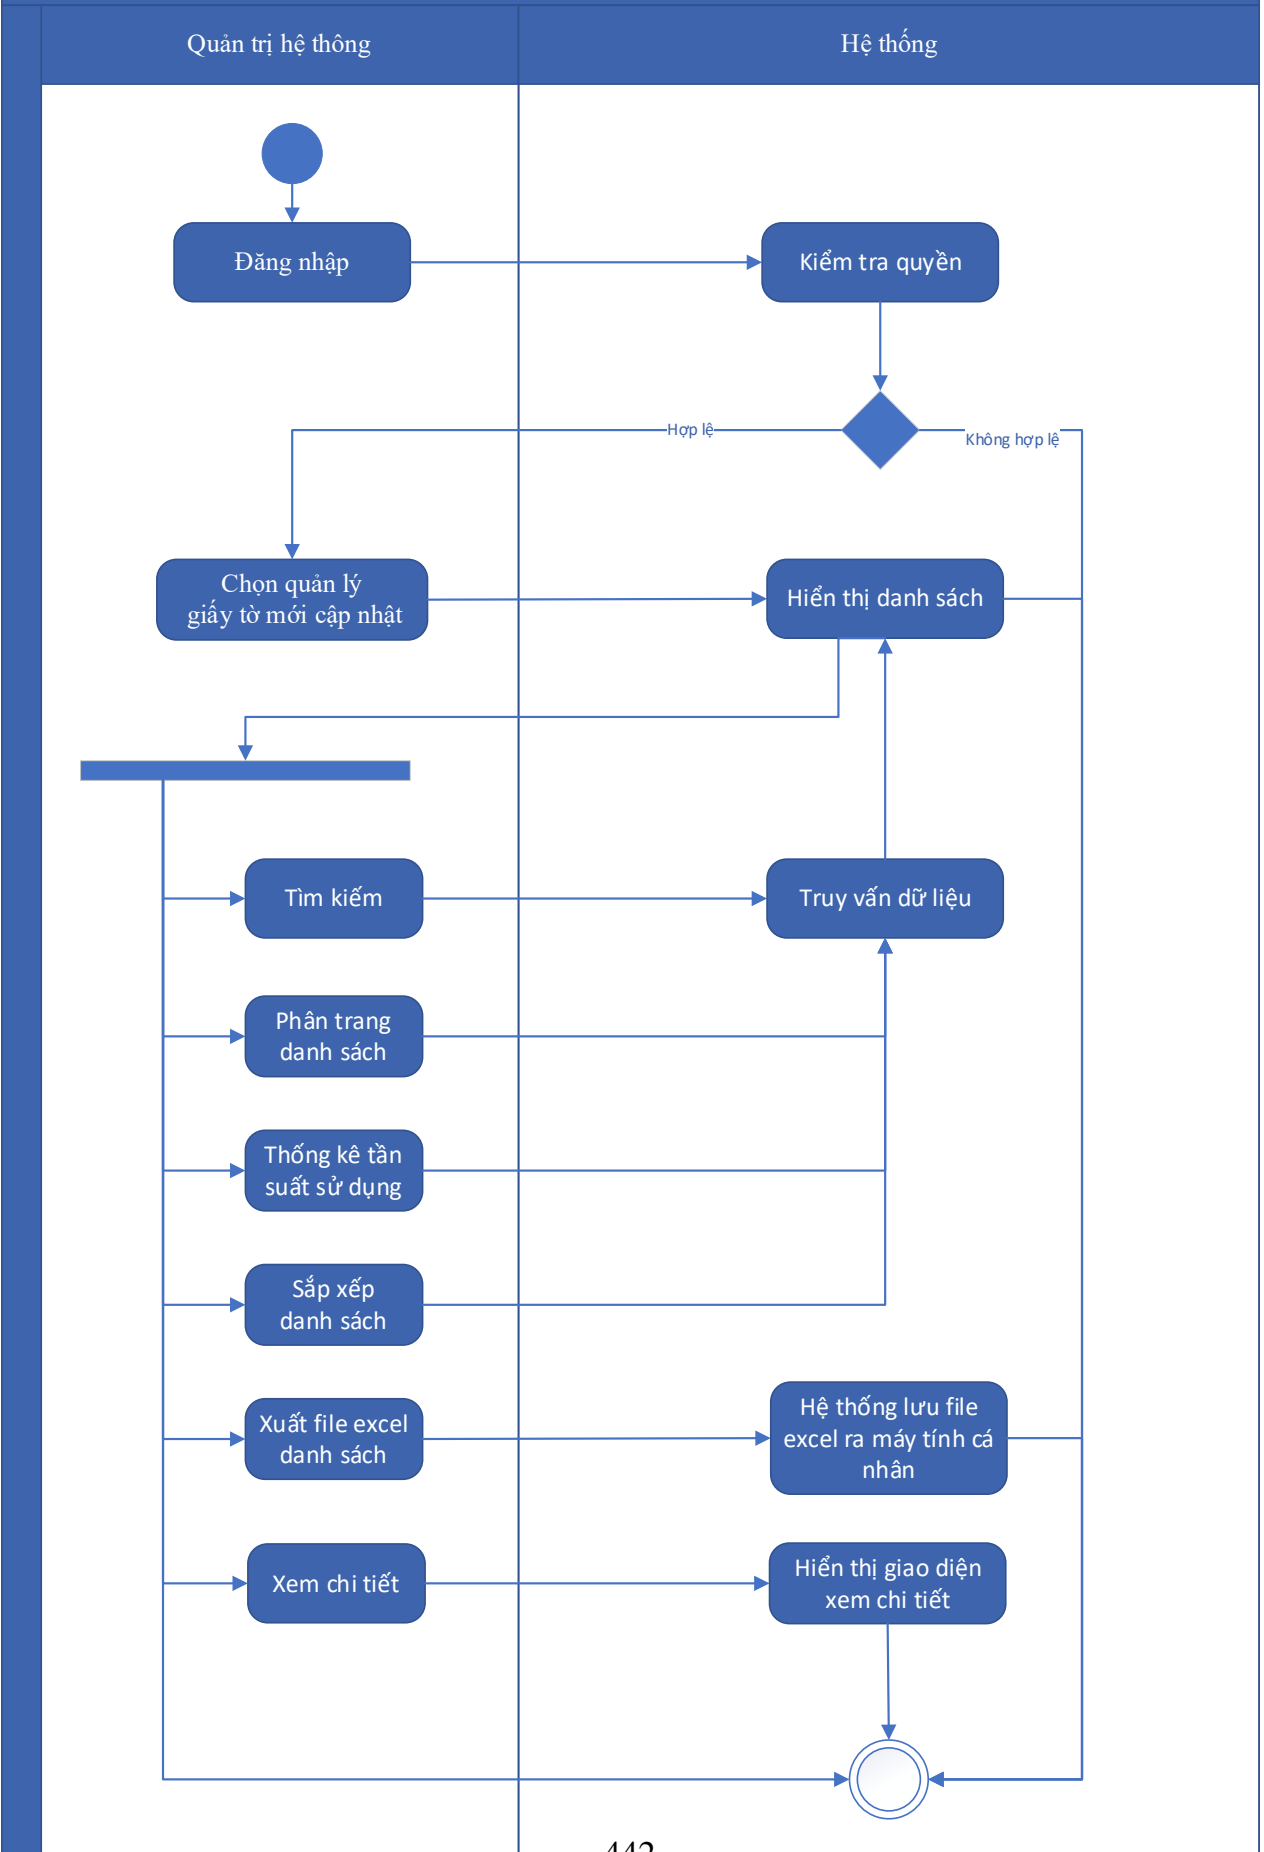 Quản trị hệ thông
Hệ thống
Đăng nhập
Kiểm tra quyền
Hợp lệ
Không hợp lệ
Chọn quản lý
giấy tờ mới cập nhật
Hiển thị danh sách
Tìm kiếm
Truy vấn dữ liệu
Phân trang
danh sách
Thống kê tần
suất sử dụng
Sắp xếp
danh sách
Xuất file excel
danh sách
Hệ thống lưu file
excel ra máy tính cá
nhân
Xem chi tiết
Hiển thị giao diện
xem chi tiết
442